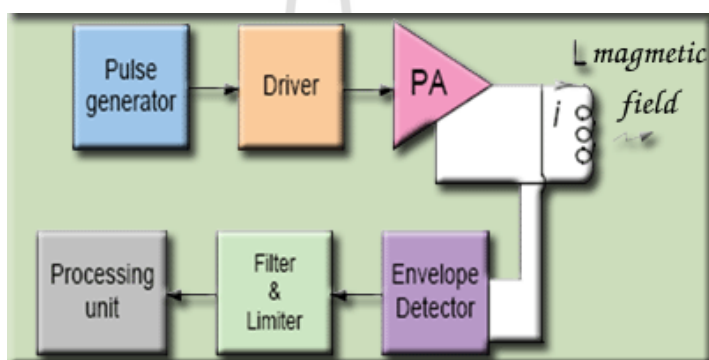 Pulse
generator
Driver
PA
L magmetic
field
i
Processing
unit
Filter
&
Limiter
Envelope
Detector